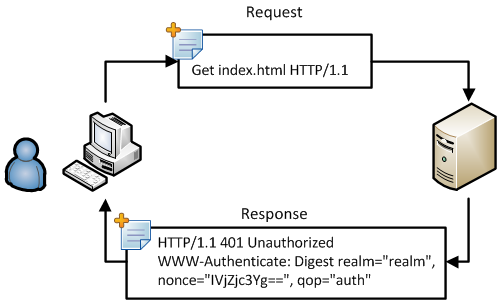 Request
Get index.html HTTP/1.1
Response
HTTP/1.1 401 Unauthorized
WWW-Authenticate: Digest realm="realm",
nonce="IVjZjc3Yg==", qop="auth"